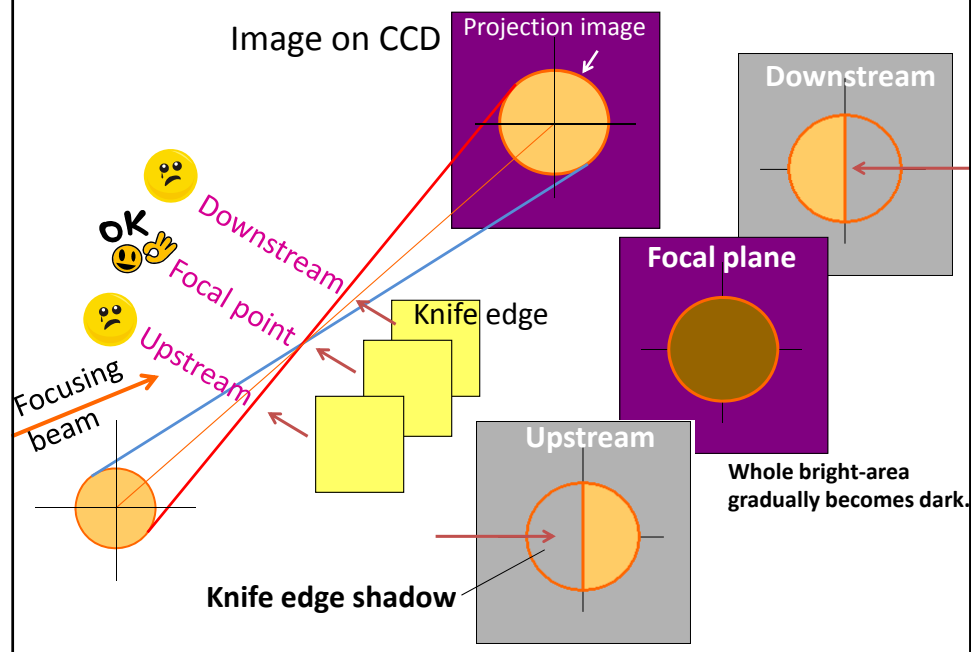 Image on CCD
Projection image
Downstream
OK
Downstream
Focal point
Upstream
Knife edge
Focal plane
Focusing
beam
Upstream
Whole bright-area
gradually becomes dark.
Knife edge shadow